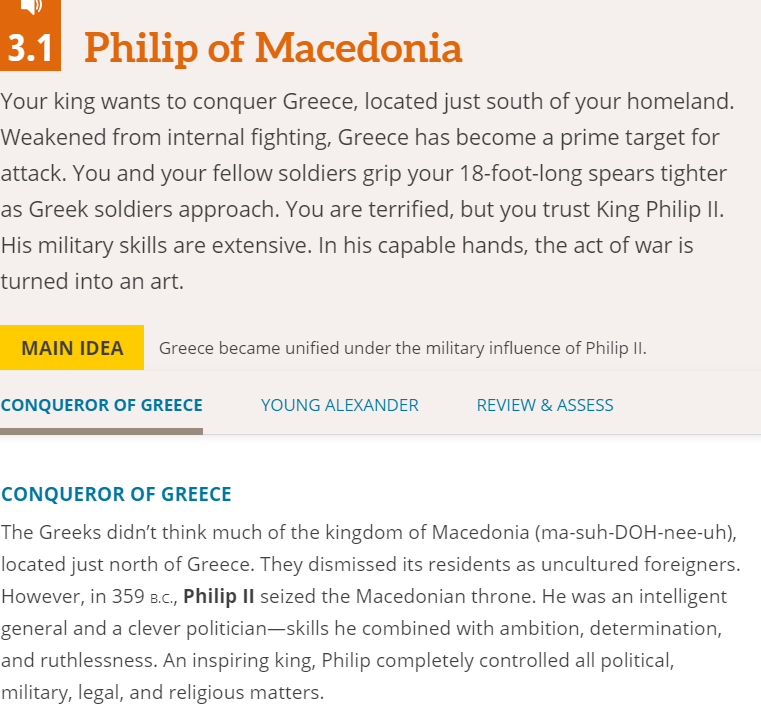 3.1 Philip of Macedonia
Your king wants to conquer Greece, located just south of your homeland.
Weakened from internal fighting, Greece has become a prime target for
attack. You and your fellow soldiers grip your 18-foot-long spears tighter
as Greek soldiers approach. You are terrified, but you trust King Philip II.
His military skills are extensive. In his capable hands, the act of war is
turned into an art.
MAIN IDEA Greece became unified under the military influence of Philip II.
CONQUEROR OF GREECE YOUNG ALEXANDER REVIEW & ASSESS
CONQUEROR OF GREECE
The Greeks didn’t think much of the kingdom of Macedonia (ma-suh-DOH-nee-uh),
located just north of Greece. They dismissed its residents as uncultured foreigners.
However, in 359 B.C., Philip II seized the Macedonian throne. He was an intelligent
general and a clever politician—skills he combined with ambition, determination,
and ruthlessness. An inspiring king, Philip completely controlled all political,
military, legal, and religious matters.